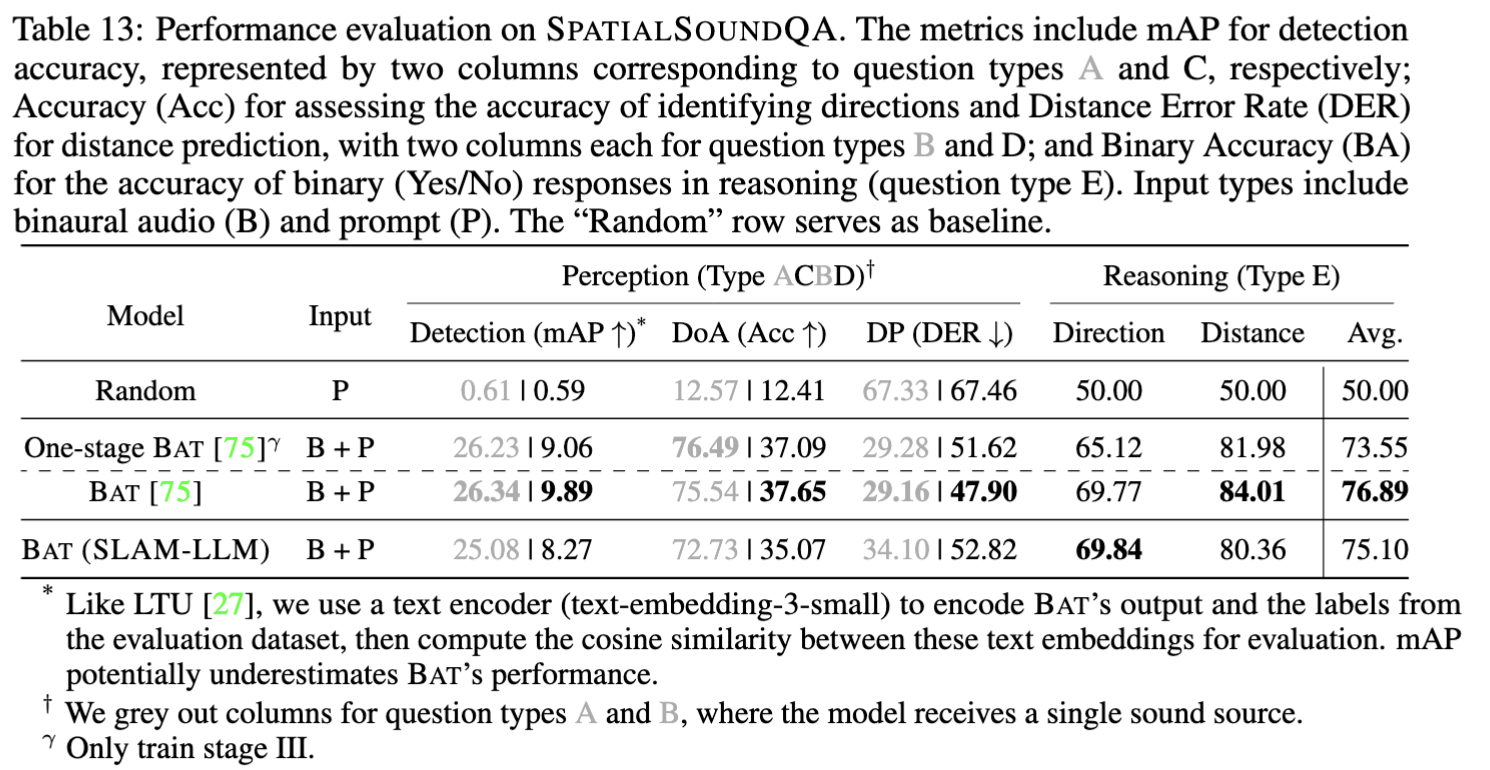 Table 13: Performance evaluation on SPATIALSOUNDQA. The metrics include mAP for detection
accuracy, represented by two columns corresponding to question types A and C, respectively;
Accuracy (Acc) for assessing the accuracy of identifying directions and Distance Error Rate (DER)
for distance prediction, with two columns each for question types B and D; and Binary Accuracy (BA)
for the accuracy of binary (Yes/No) responses in reasoning (question type E). Input types include
binaural audio (B) and prompt (P). The “Random” row serves as baseline.
Model Input Perception (Type ACBD)† Reasoning (Type E)
Detection (mAP ↑)* DoA (Acc ↑) DP (DER ↓) Direction Distance Avg.
Random P 0.61 | 0.59 12.57 | 12.41 67.33 | 67.46 50.00 50.00 50.00
One-stage BAT [75]γ B + P 26.23 | 9.06 76.49 | 37.09 29.28 | 51.62 65.12 81.98 73.55
BAT [75] B + P 26.34 | 9.89 75.54 | 37.65 29.16 | 47.90 69.77 84.01 76.89
BAT (SLAM-LLM) B + P 25.08 | 8.27 72.73 | 35.07 34.10 | 52.82 69.84 80.36 75.10
* Like LTU [27], we use a text encoder (text-embedding-3-small) to encode BAT’s output and the labels from
the evaluation dataset, then compute the cosine similarity between these text embeddings for evaluation. mAP
potentially underestimates BAT’s performance.
† We grey out columns for question types A and B, where the model receives a single sound source.
γ Only train stage III.